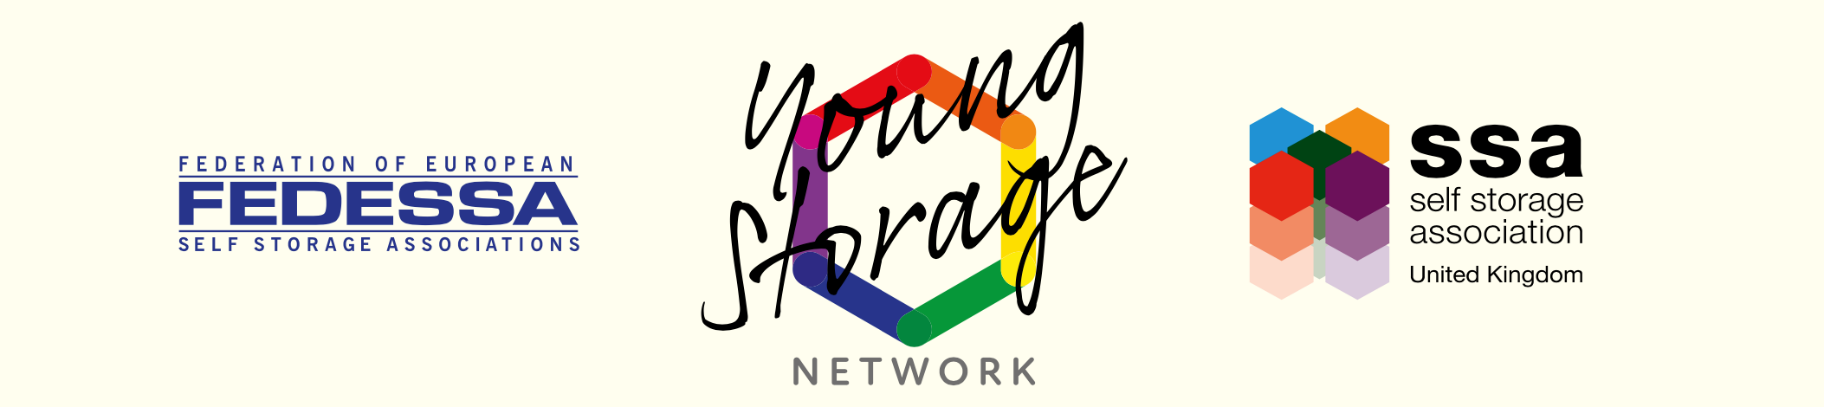 FEDERATION OF EUROPEAN
FEDESSA
SELF STORAGE ASSOCIATIONS
young
storage
NETWORK
ssa
self storage
association
United Kingdom